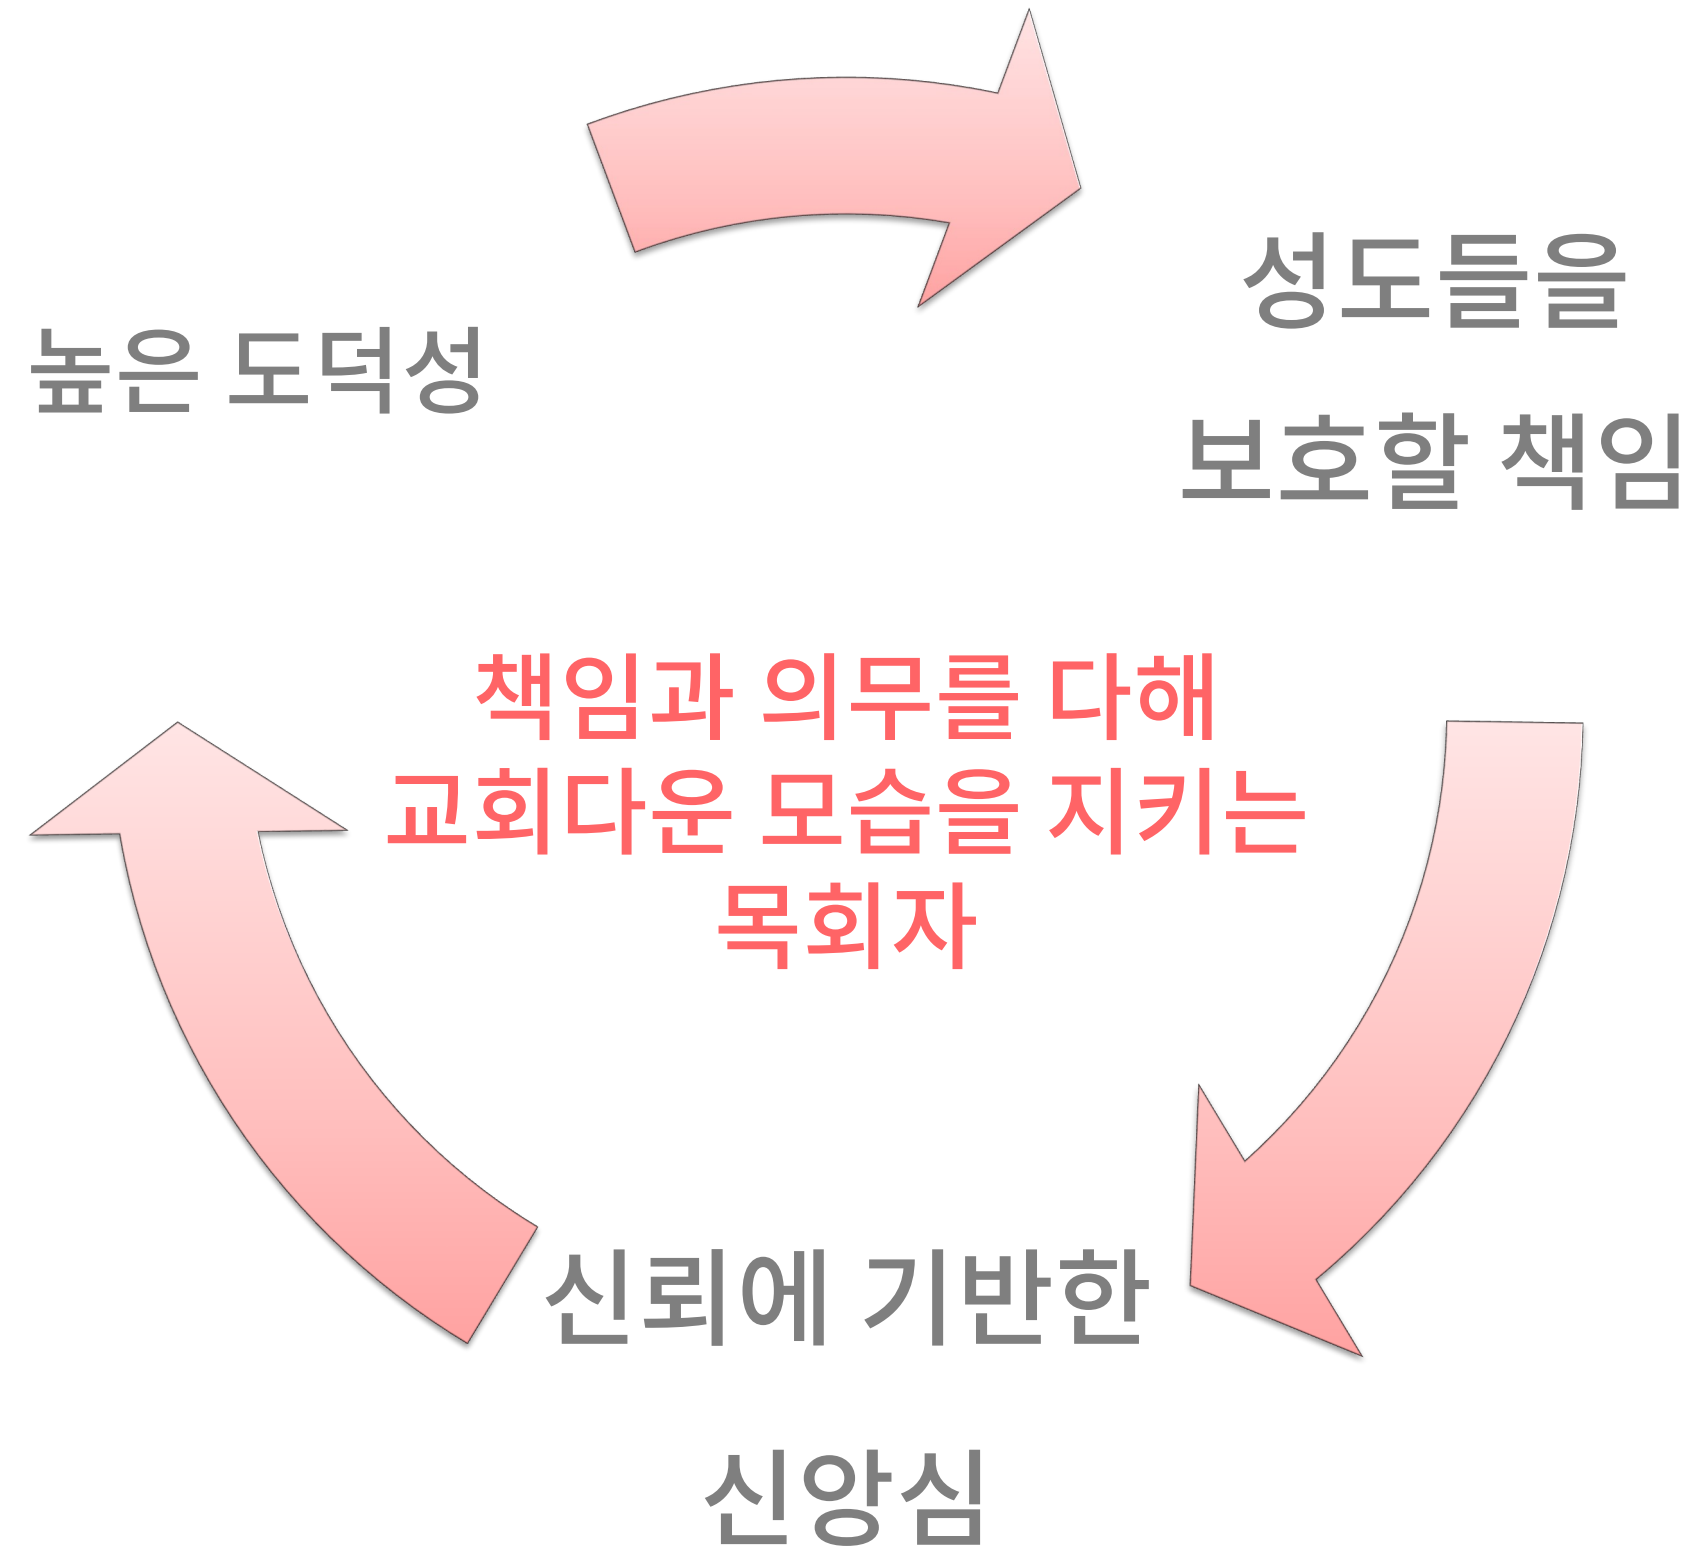 높은 도덕성
성도들을
보호할 책임
책임과 의무를 다해
교회다운 모습을 지키는
목회자
신뢰에 기반한
신앙심